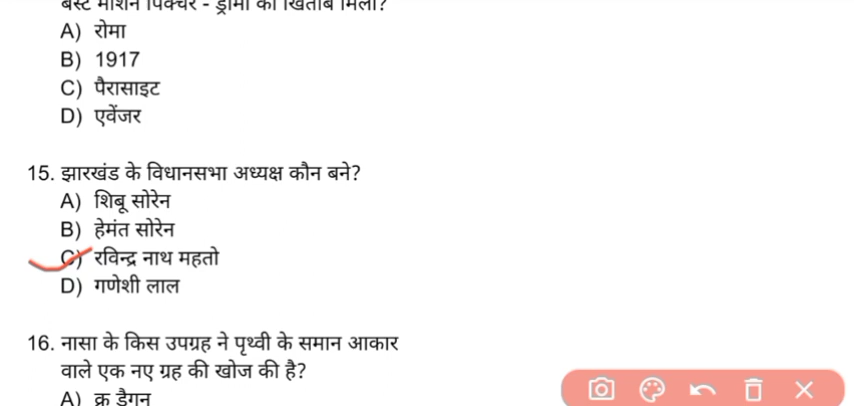 बेस्ट मोशन पिक्चर - ड्रामा का खिताब मिला?
A) रोमा
B) 1917
C) पैरासाइट
D) एवेंजर
15. झारखंड के विधानसभा अध्यक्ष कौन बने?
A) शिबू सोरेन
B) हेमंत सोरेन
C) रविन्द्र नाथ महतो
D) गणेशी लाल
16. नासा के किस उपग्रह ने पृथ्वी के समान आकार
वाले एक नए ग्रह की खोज की है?
A) क्रू ड्रैगन